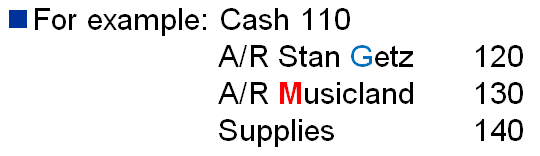 ■ For example: Cash 110
A/R Stan Getz 120
A/R Musicland 130
Supplies 140